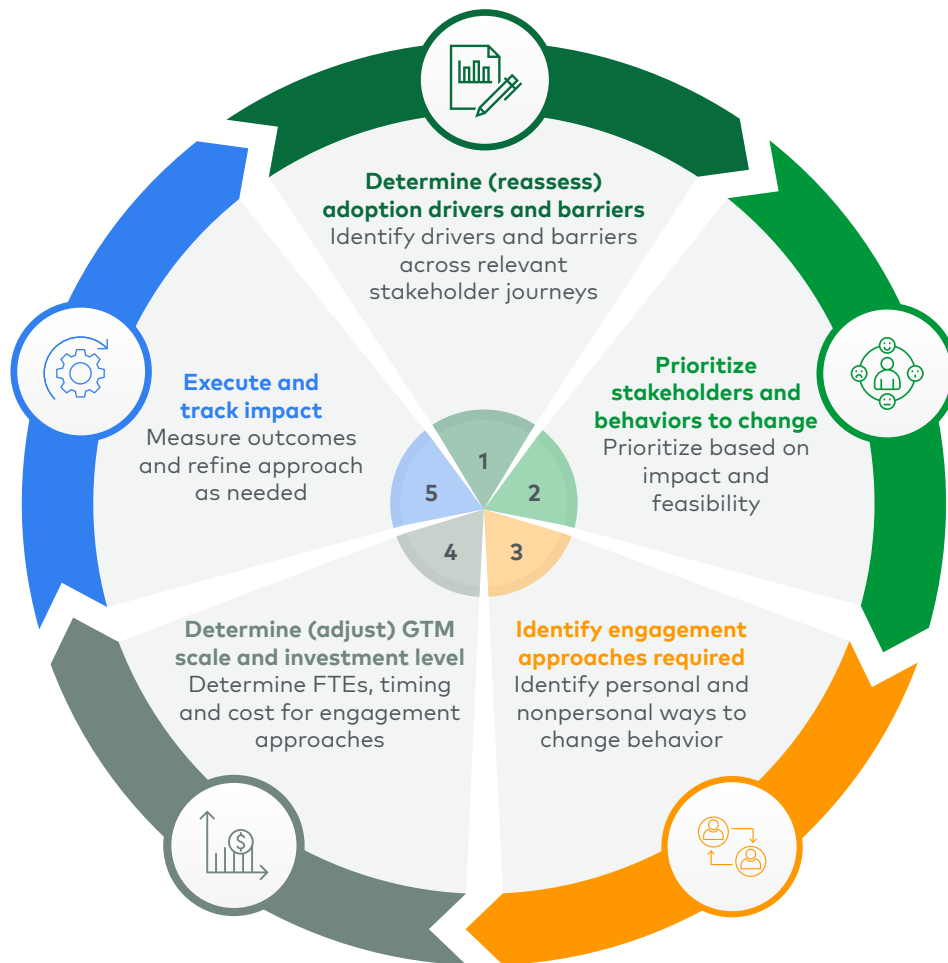 Determine (reassess)
adoption drivers and barriers
Identify drivers and barriers
across relevant
stakeholder journeys
Prioritize
stakeholders and
behaviors to change
Prioritize based on
impact and
feasibility
Identify engagement
approaches required
Identify personal and
nonpersonal ways to
change behavior
Determine (adjust) GTM
scale and investment level
Determine FTEs, timing
and cost for engagement
approaches
Execute and
track impact
Measure outcomes
and refine approach
as needed
1
2
3
4
5
$